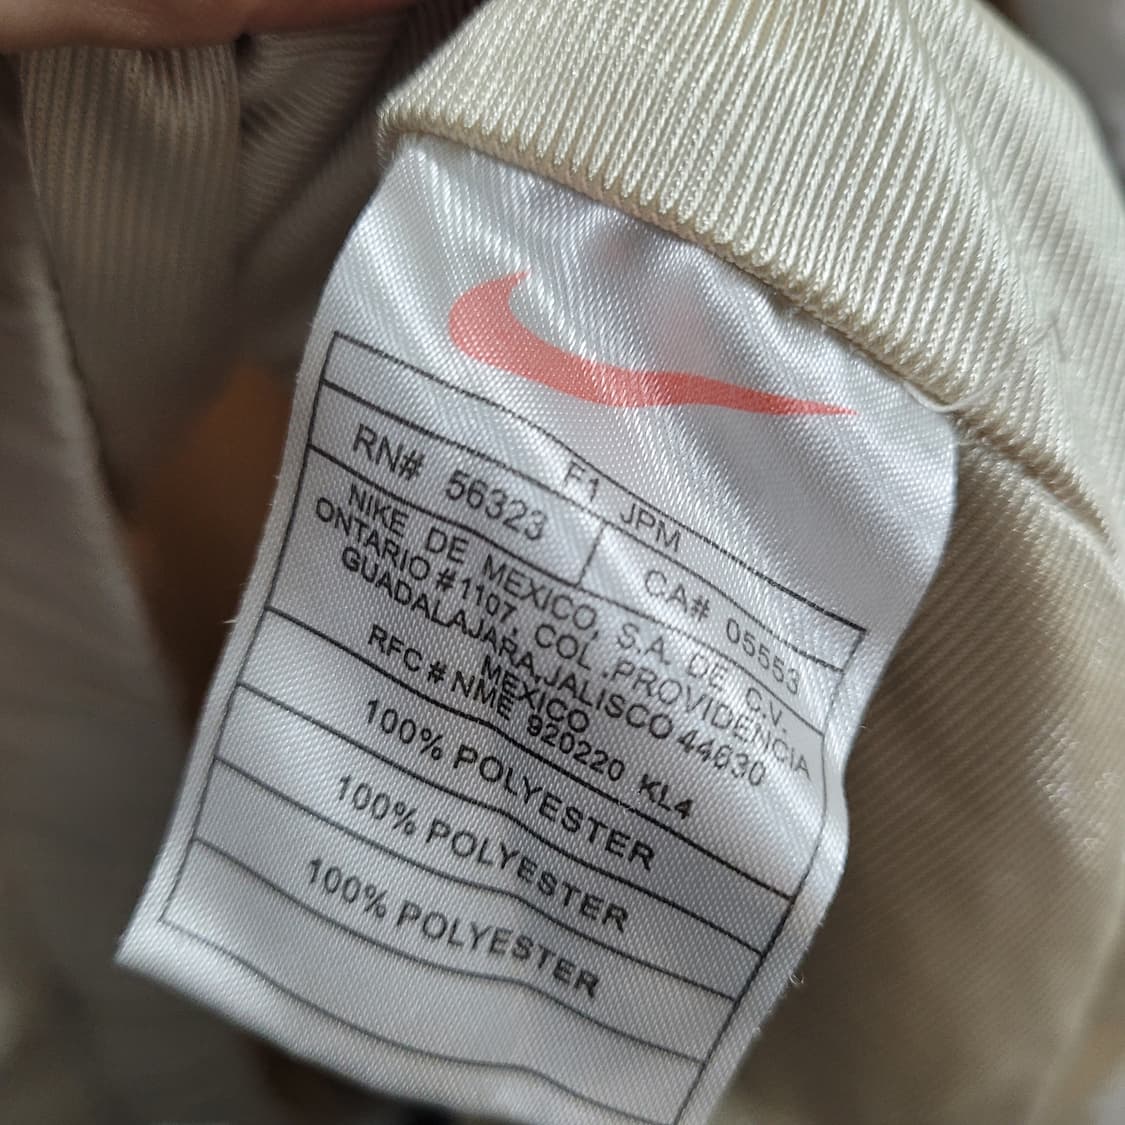 F1 JPM
RN# 56323 CA# 05553
NIKE DE MEXICO, S.A. DE C.V.
ONTARIO #1107, COL .PROVIDENCIA
GUADALAJARA,JALISCO 44630
MEXICO
RFC # NME 920220 KL4
100% POLYESTER
100% POLYESTER
100% POLYESTER